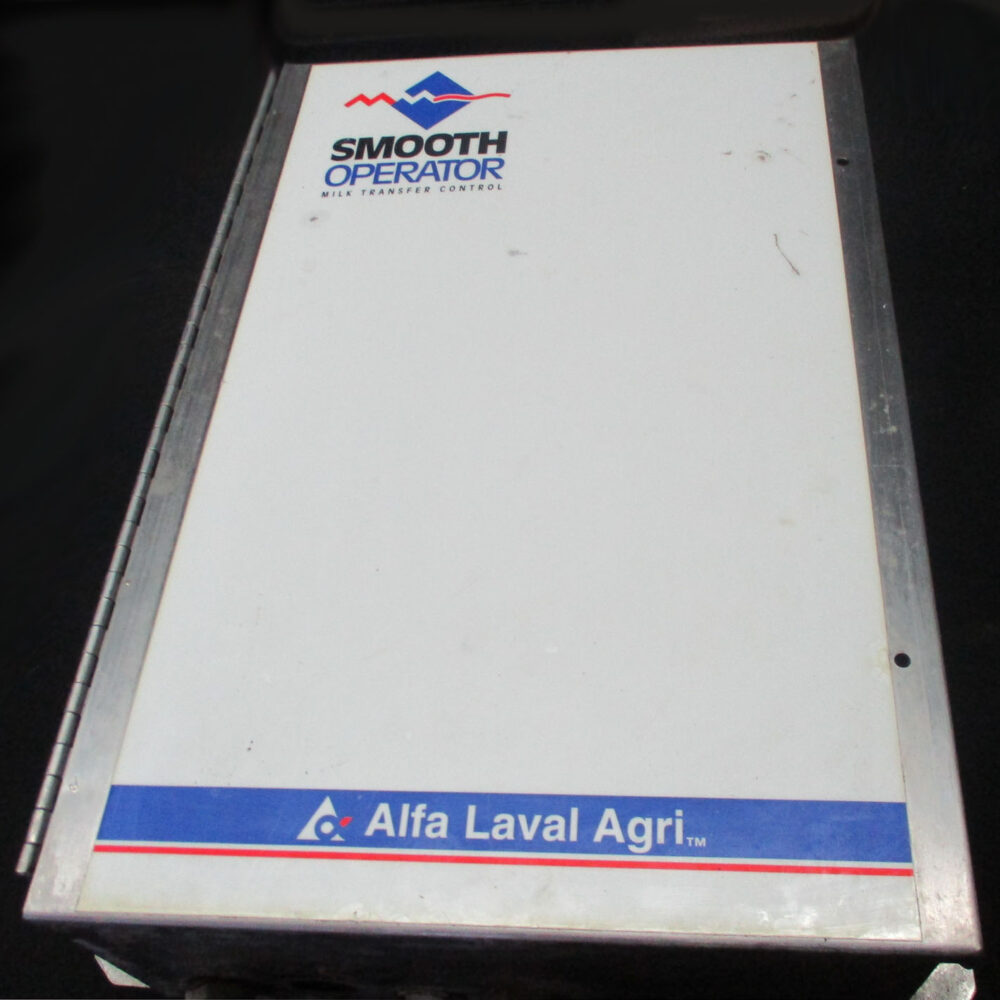 SMOOTH
OPERATOR
MILK TRANSFER CONTROL
Alfa Laval Agri™